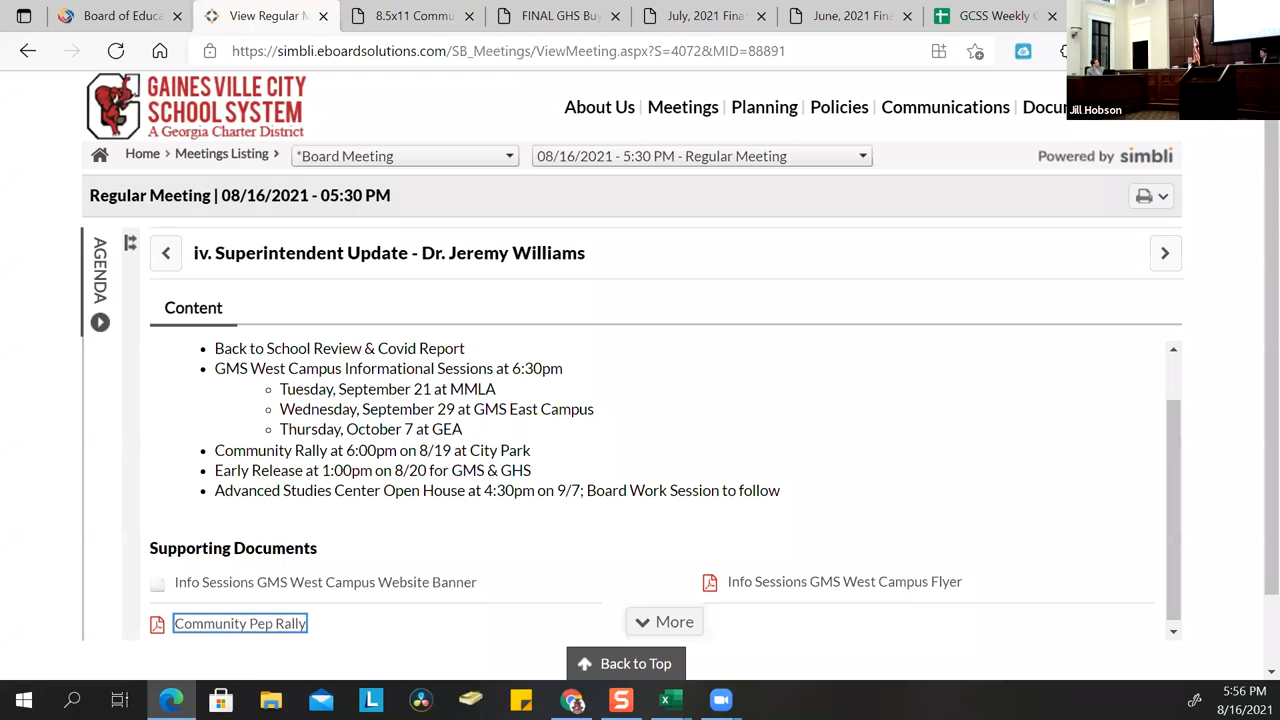 Board of Educa
View Regular M
8.5x11 Commu
FINAL GHS Buy
July, 2021 Fina
June, 2021 Fina
GCSS Weekly C
https://simbli.eboardsolutions.com/SB_Meetings/ViewMeeting.aspx?S=4072&MID=88891
Jill Hobson
GAINESVILLE CITY
SCHOOL SYSTEM
A Georgia Charter District
About Us | Meetings | Planning | Policies | Communications | Docu
Home > Meetings Listing >
*Board Meeting
08/16/2021 - 5:30 PM - Regular Meeting
Powered by simbli
Regular Meeting | 08/16/2021 - 05:30 PM
AGENDA
iv. Superintendent Update - Dr. Jeremy Williams
Content
• Back to School Review & Covid Report
• GMS West Campus Informational Sessions at 6:30pm
◦ Tuesday, September 21 at MMLA
◦ Wednesday, September 29 at GMS East Campus
◦ Thursday, October 7 at GEA
• Community Rally at 6:00pm on 8/19 at City Park
• Early Release at 1:00pm on 8/20 for GMS & GHS
• Advanced Studies Center Open House at 4:30pm on 9/7; Board Work Session to follow
Supporting Documents
Info Sessions GMS West Campus Website Banner
Info Sessions GMS West Campus Flyer
Community Pep Rally
More
Back to Top
5:56 PM
8/16/2021